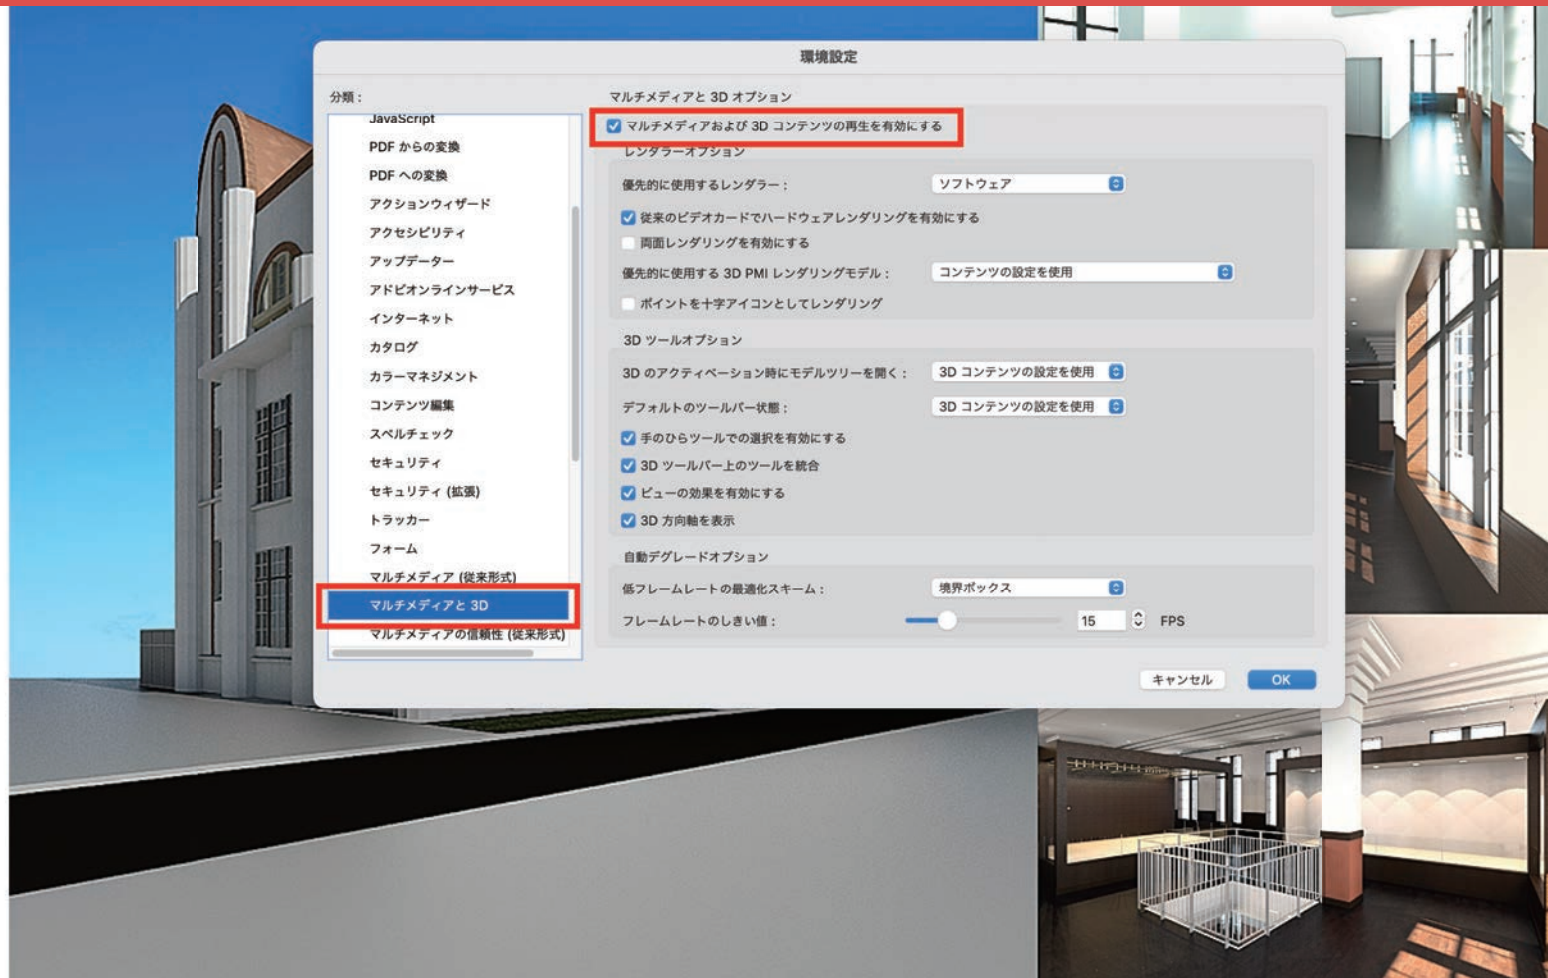 環境設定
分類：
JavaScript
PDF からの変換
PDF への変換
アクションウィザード
アクセシビリティ
アップデーター
アドビオンラインサービス
インターネット
カタログ
カラーマネジメント
コンテンツ編集
スペルチェック
セキュリティ
セキュリティ (拡張)
トラッカー
フォーム
マルチメディア (従来形式)
マルチメディアと 3D
マルチメディアの信頼性 (従来形式)
マルチメディアと 3D オプション
マルチメディアおよび 3D コンテンツの再生を有効にする
レンダラーオプション
優先的に使用するレンダラー： ソフトウェア
従来のビデオカードでハードウェアレンダリングを有効にする
両面レンダリングを有効にする
優先的に使用する 3D PMI レンダリングモデル： コンテンツの設定を使用
ポイントを十字アイコンとしてレンダリング
3D ツールオプション
3D のアクティベーション時にモデルツリーを開く： 3D コンテンツの設定を使用
デフォルトのツールバー状態： 3D コンテンツの設定を使用
手のひらツールでの選択を有効にする
3D ツールバー上のツールを統合
ビューの効果を有効にする
3D 方向軸を表示
自動デグレードオプション
低フレームレートの最適化スキーム： 境界ボックス
フレームレートのしきい値： 15 FPS
キャンセル OK